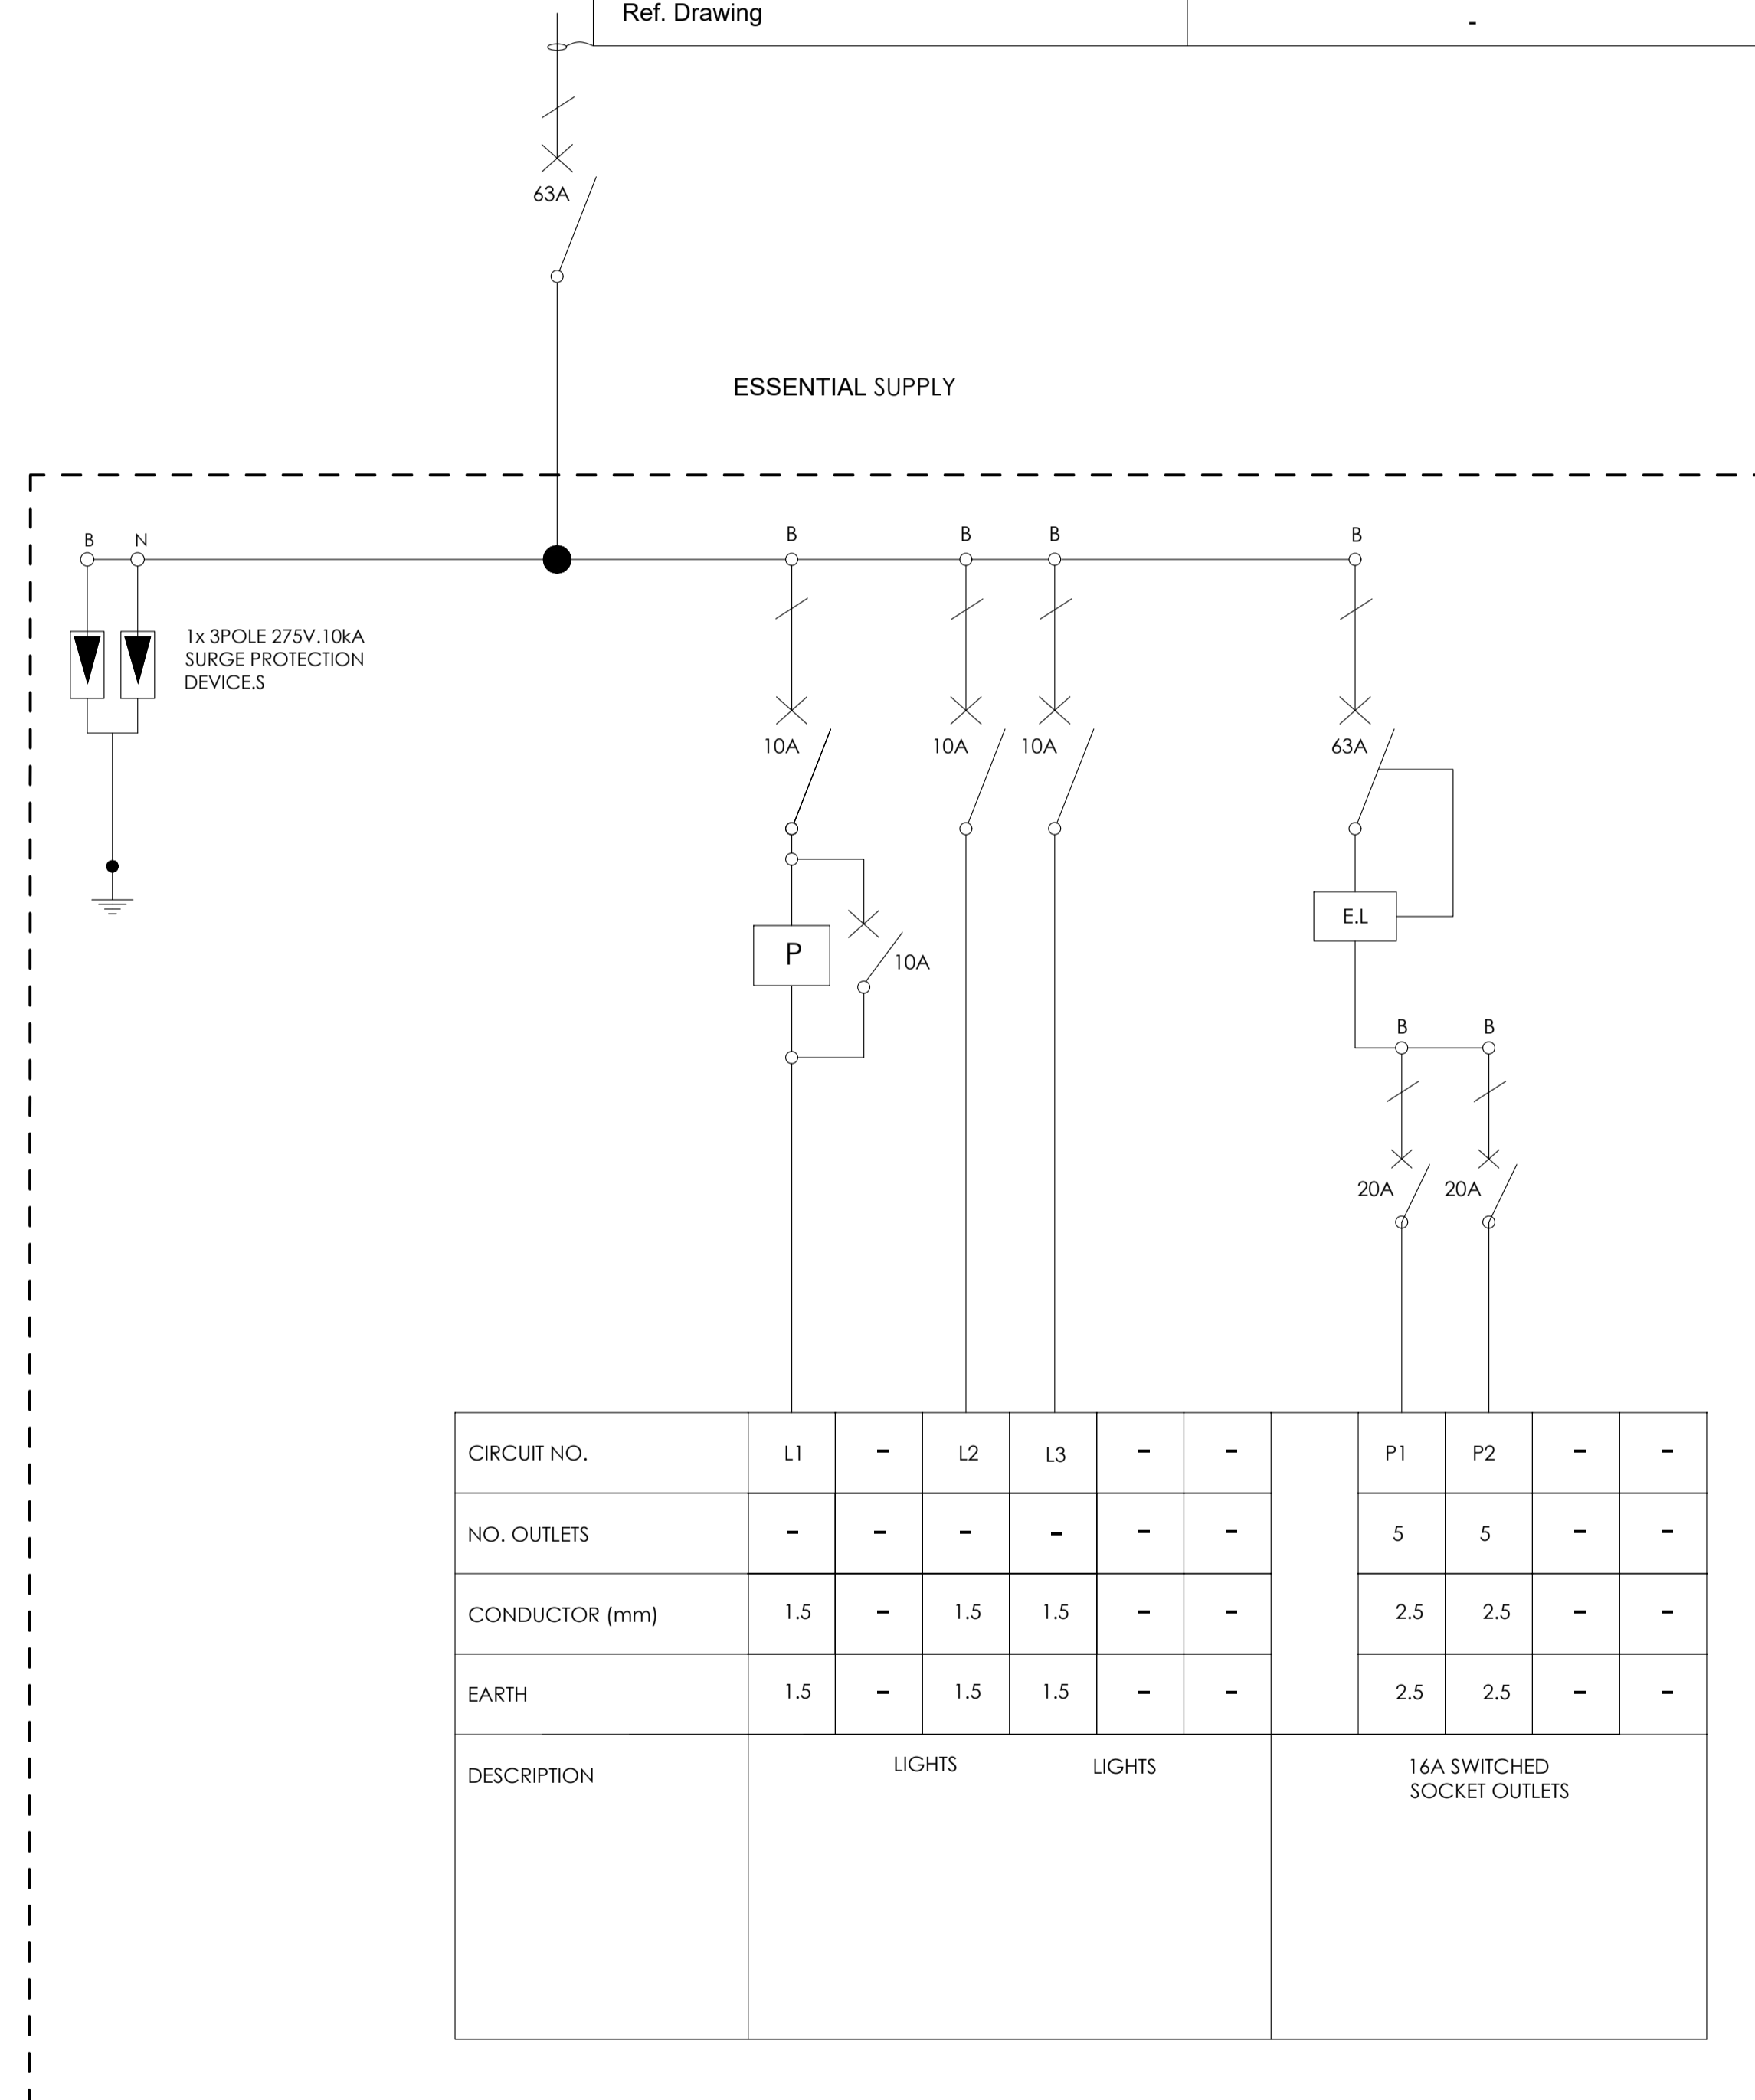 Ref. Drawing -
63A
ESSENTIAL SUPPLY
B N B B B B
1x 3POLE 275V.10kA
SURGE PROTECTION
DEVICE.S
10A 10A 10A 63A
E.L
P
10A
B B
20A 20A
CIRCUIT NO. L1 - L2 L3 - - P1 P2 - -
NO. OUTLETS - - - - - - 5 5 - -
CONDUCTOR (mm) 1.5 - 1.5 1.5 - - 2.5 2.5 - -
EARTH 1.5 - 1.5 1.5 - - 2.5 2.5 - -
DESCRIPTION LIGHTS LIGHTS 16A SWITCHED
SOCKET OUTLETS